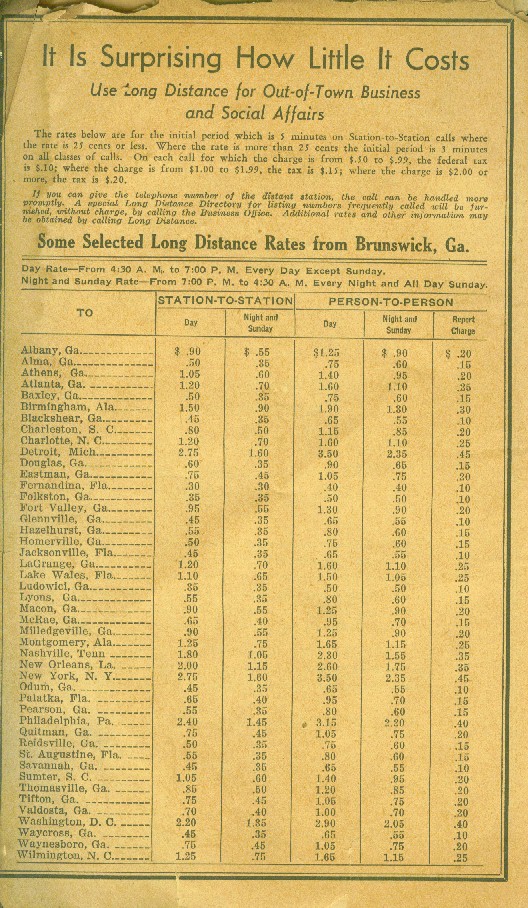 It Is Surprising How Little It Costs
Use Long Distance for Out-of-Town Business
and Social Affairs
The rates below are for the initial period which is 5 minutes on Station-to-Station calls where
the rate is 25 cents or less. Where the rate is more than 25 cents the initial period is 3 minutes
on all classes of calls. On each call for which the charge is from $.50 to $.99, the federal tax
is $.10; where the charge is from $1.00 to $1.99, the tax is $.15; where the charge is $2.00 or
more, the tax is $.20.
If you can give the telephone number of the distant station, the call can be handled more
promptly. A special Long Distance Directory for listing numbers frequently called will be fur-
nished, without charge, by calling the Business Office. Additional rates and other information may
be obtained by calling Long Distance.
Some Selected Long Distance Rates from Brunswick, Ga.
Day Rate—From 4:30 A. M. to 7:00 P. M. Every Day Except Sunday.
Night and Sunday Rate—From 7:00 P. M. to 4:30 A. M. Every Night and All Day Sunday.
STATION-TO-STATION PERSON-TO-PERSON
TO Day Night and Sunday Day Night and Sunday Report Charge
Albany, Ga. $ .90 $ .55 $1.25 $ .90 $ .20
Alma, Ga. .50 .35 .75 .60 .15
Athens, Ga. 1.05 .60 1.40 .95 .20
Atlanta, Ga. 1.20 .70 1.60 1.10 .25
Baxley, Ga. .50 .35 .75 .60 .15
Birmingham, Ala. 1.50 .90 1.90 1.30 .30
Blackshear, Ga. .45 .35 .65 .55 .10
Charleston, S. C. .80 .50 1.15 .85 .20
Charlotte, N. C. 1.20 .70 1.60 1.10 .25
Detroit, Mich. 2.75 1.60 3.50 2.35 .45
Douglas, Ga. .60 .35 .90 .65 .15
Eastman, Ga. .75 .45 1.05 .75 .20
Fernandina, Fla. .30 .30 .40 .40 .10
Folkston, Ga. .35 .35 .50 .50 .10
Fort Valley, Ga. .95 .55 1.30 .90 .20
Glennville, Ga. .45 .35 .65 .55 .10
Hazelhurst, Ga. .55 .35 .80 .60 .15
Homerville, Ga. .50 .35 .75 .60 .15
Jacksonville, Fla. .45 .35 .65 .55 .10
LaGrange, Ga. 1.20 .70 1.60 1.10 .25
Lake Wales, Fla. 1.10 .65 1.50 1.05 .25
Ludowici, Ga. .35 .35 .50 .50 .10
Lyons, Ga. .55 .35 .80 .60 .15
Macon, Ga. .90 .55 1.25 .90 .20
McRae, Ga. .65 .40 .95 .70 .15
Milledgeville, Ga. .90 .55 1.25 .90 .20
Montgomery, Ala. 1.25 .75 1.65 1.15 .25
Nashville, Tenn 1.80 1.05 2.30 1.55 .35
New Orleans, La. 2.00 1.15 2.60 1.75 .35
New York, N. Y. 2.75 1.60 3.50 2.35 .45
Odum, Ga. .45 .35 .65 .55 .10
Palatka, Fla. .65 .40 .95 .70 .15
Pearson, Ga. .55 .35 .80 .60 .15
Philadelphia, Pa. 2.40 1.45 3.15 2.20 .40
Quitman, Ga. .75 .45 1.05 .75 .20
Reidsville, Ga. .50 .35 .75 .60 .15
St. Augustine, Fla. .55 .35 .80 .60 .15
Savannah, Ga. .45 .35 .65 .55 .10
Sumter, S. C. 1.05 .60 1.40 .95 .20
Thomasville, Ga. .85 .50 1.20 .85 .20
Tifton, Ga. .75 .45 1.05 .75 .20
Valdosta, Ga. .70 .40 1.00 .70 .20
Washington, D. C. 2.20 1.35 2.90 2.05 .40
Waycross, Ga. .45 .35 .65 .55 .10
Waynesboro, Ga. .75 .45 1.05 .75 .20
Wilmington, N. C. 1.25 .75 1.65 1.15 .25